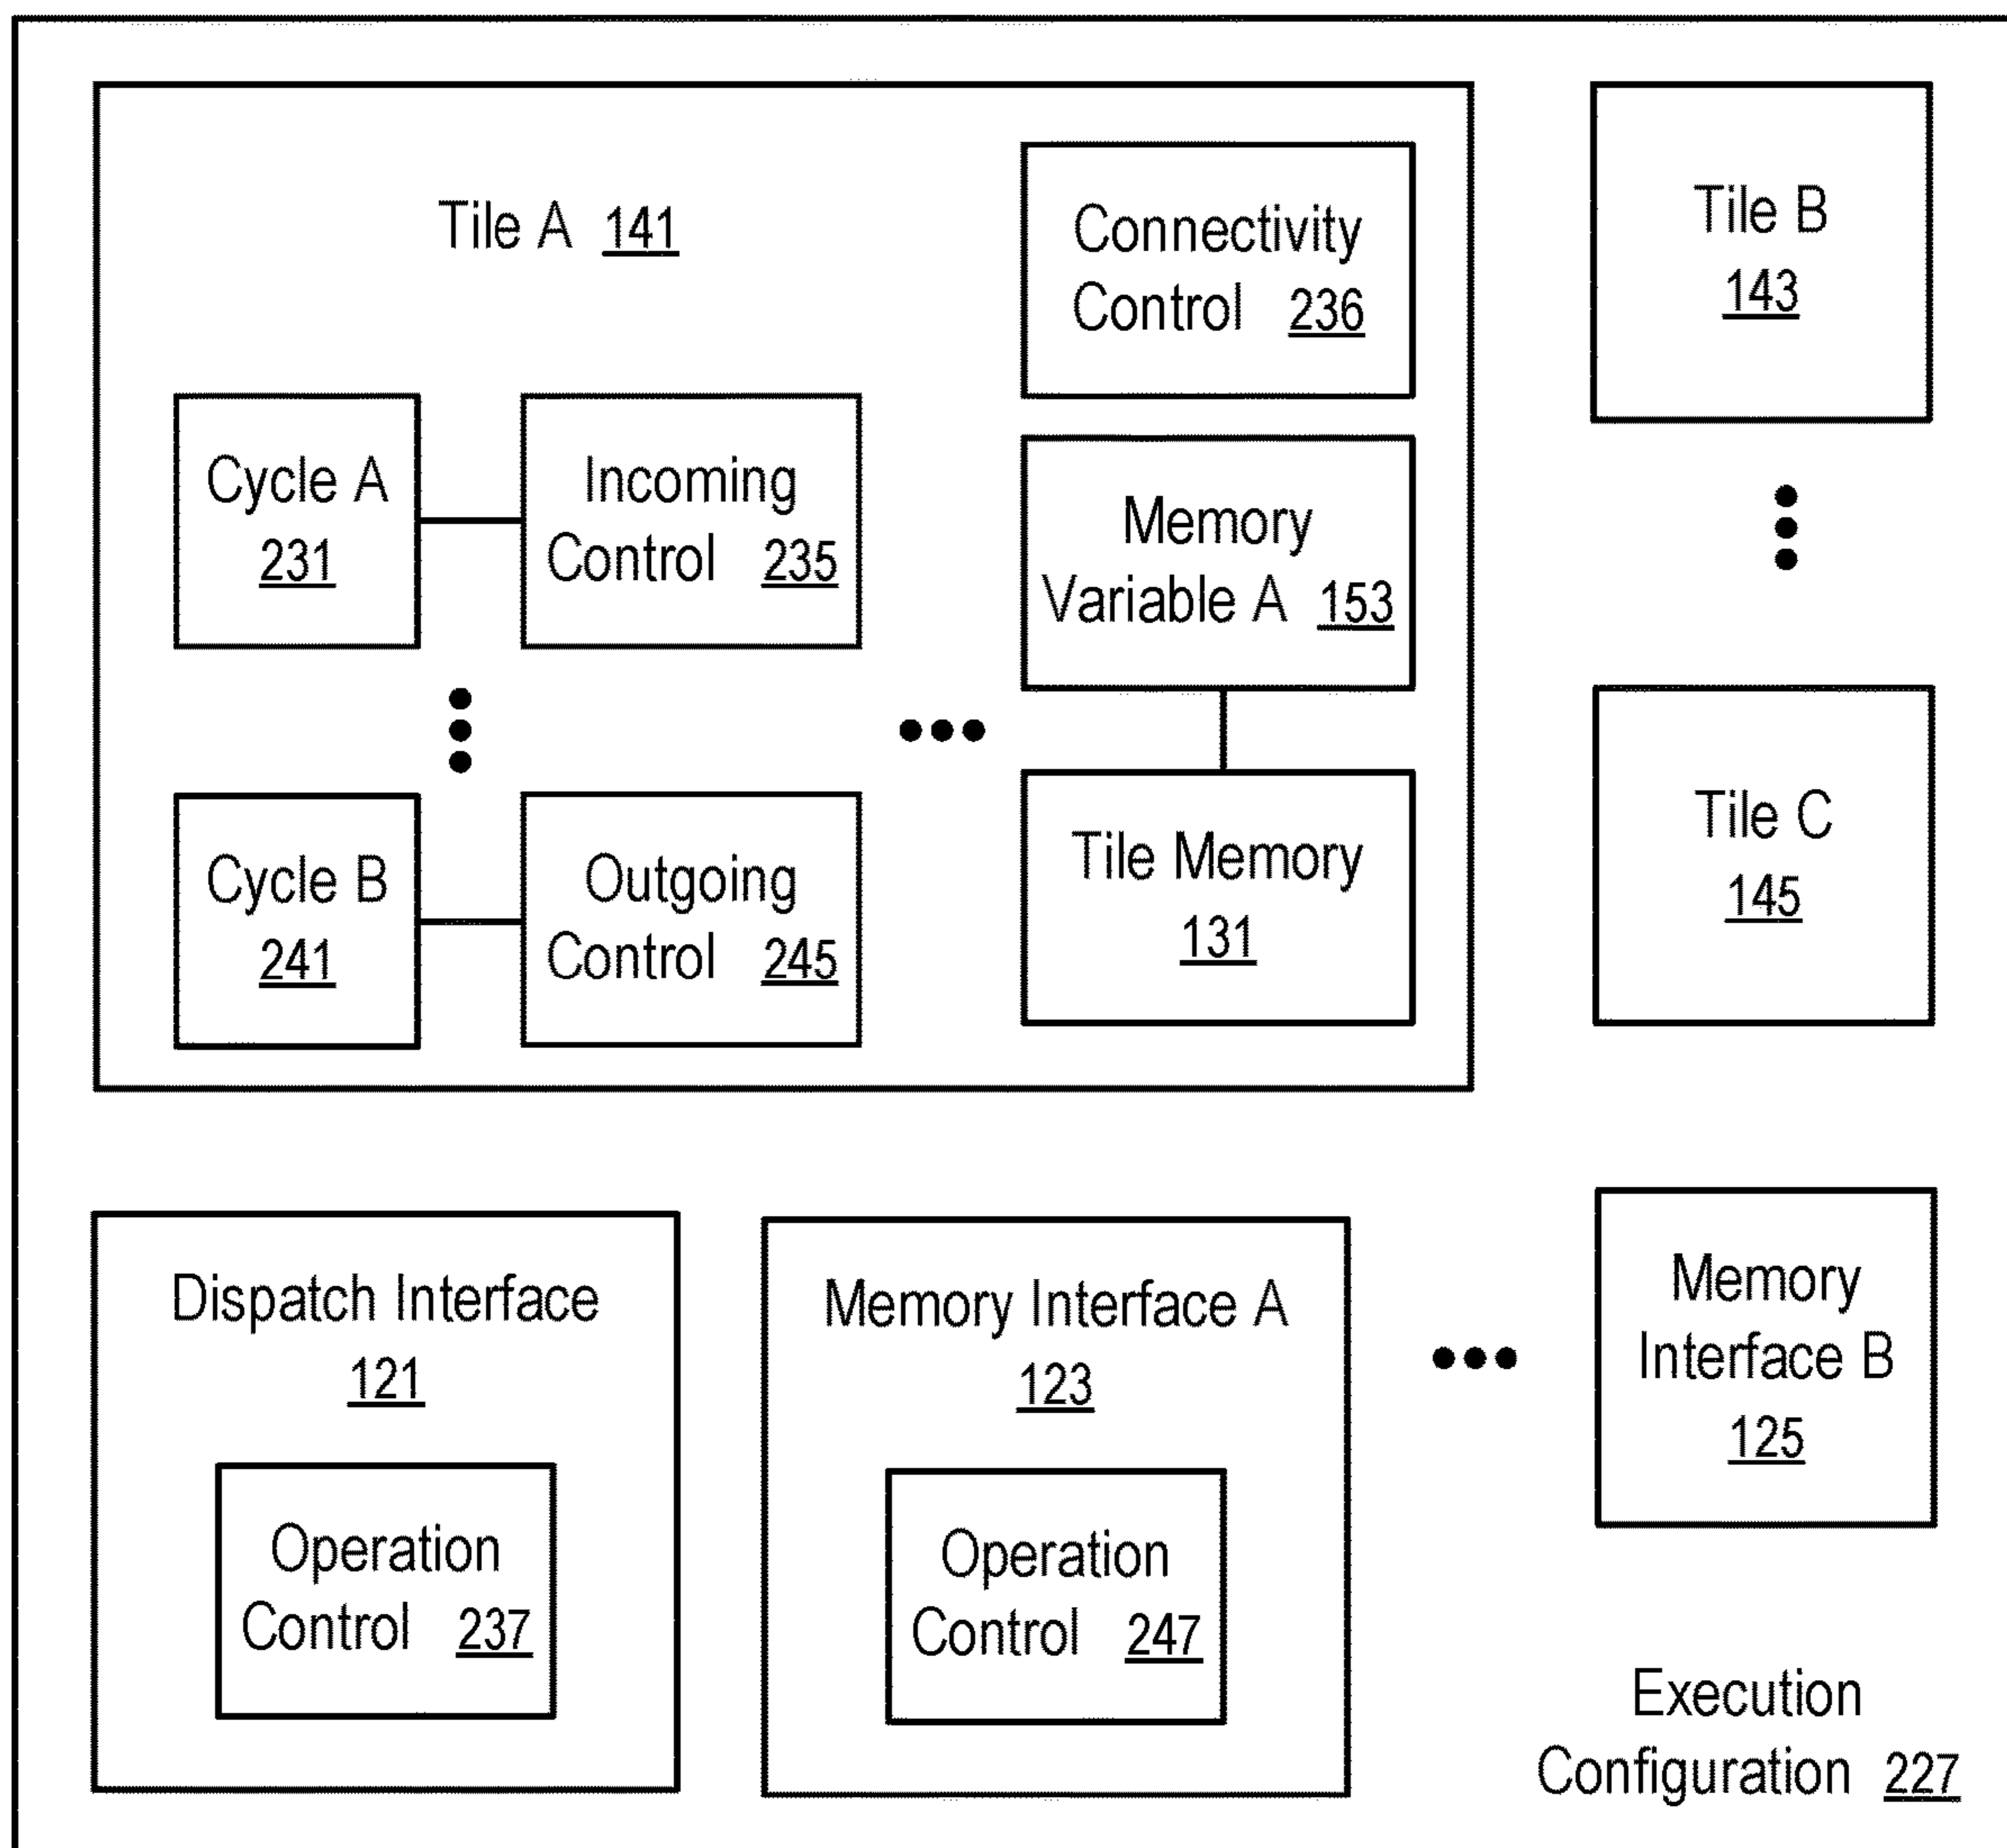 Tile A 141
Connectivity
Control 236
Tile B
143
Cycle A
231
Incoming
Control 235
Memory
Variable A 153
Cycle B
241
Outgoing
Control 245
Tile Memory
131
Tile C
145
Dispatch Interface
121
Operation
Control 237
Memory Interface A
123
Operation
Control 247
Memory
Interface B
125
Execution
Configuration 227